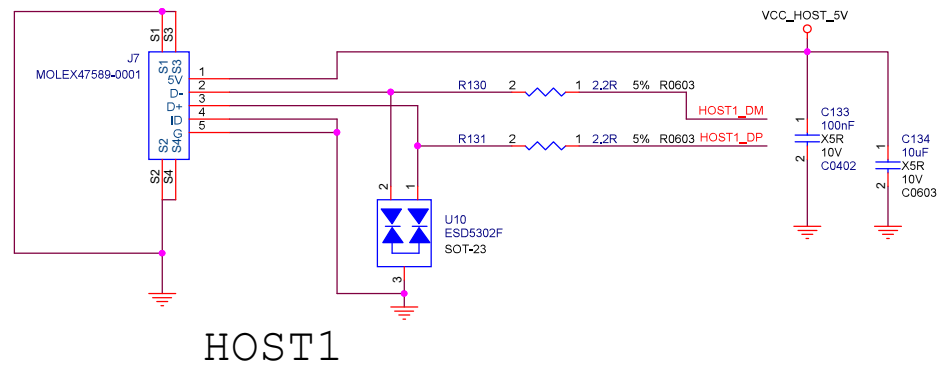 VCC_HOST_5V
S1
S3
J7
MOLEX47589-0001
S1
S3
5V
1
D-
2
D+
3
ID
4
G
5
S2
S4
S2
S4
R130
2
1
2.2R
5%
R0603
HOST1_DM
R131
2
1
2.2R
5%
R0603
HOST1_DP
1
C133
100nF
X5R
10V
C0402
2
1
C134
10uF
X5R
10V
C0603
2
2
1
U10
ESD5302F
SOT-23
3
HOST1